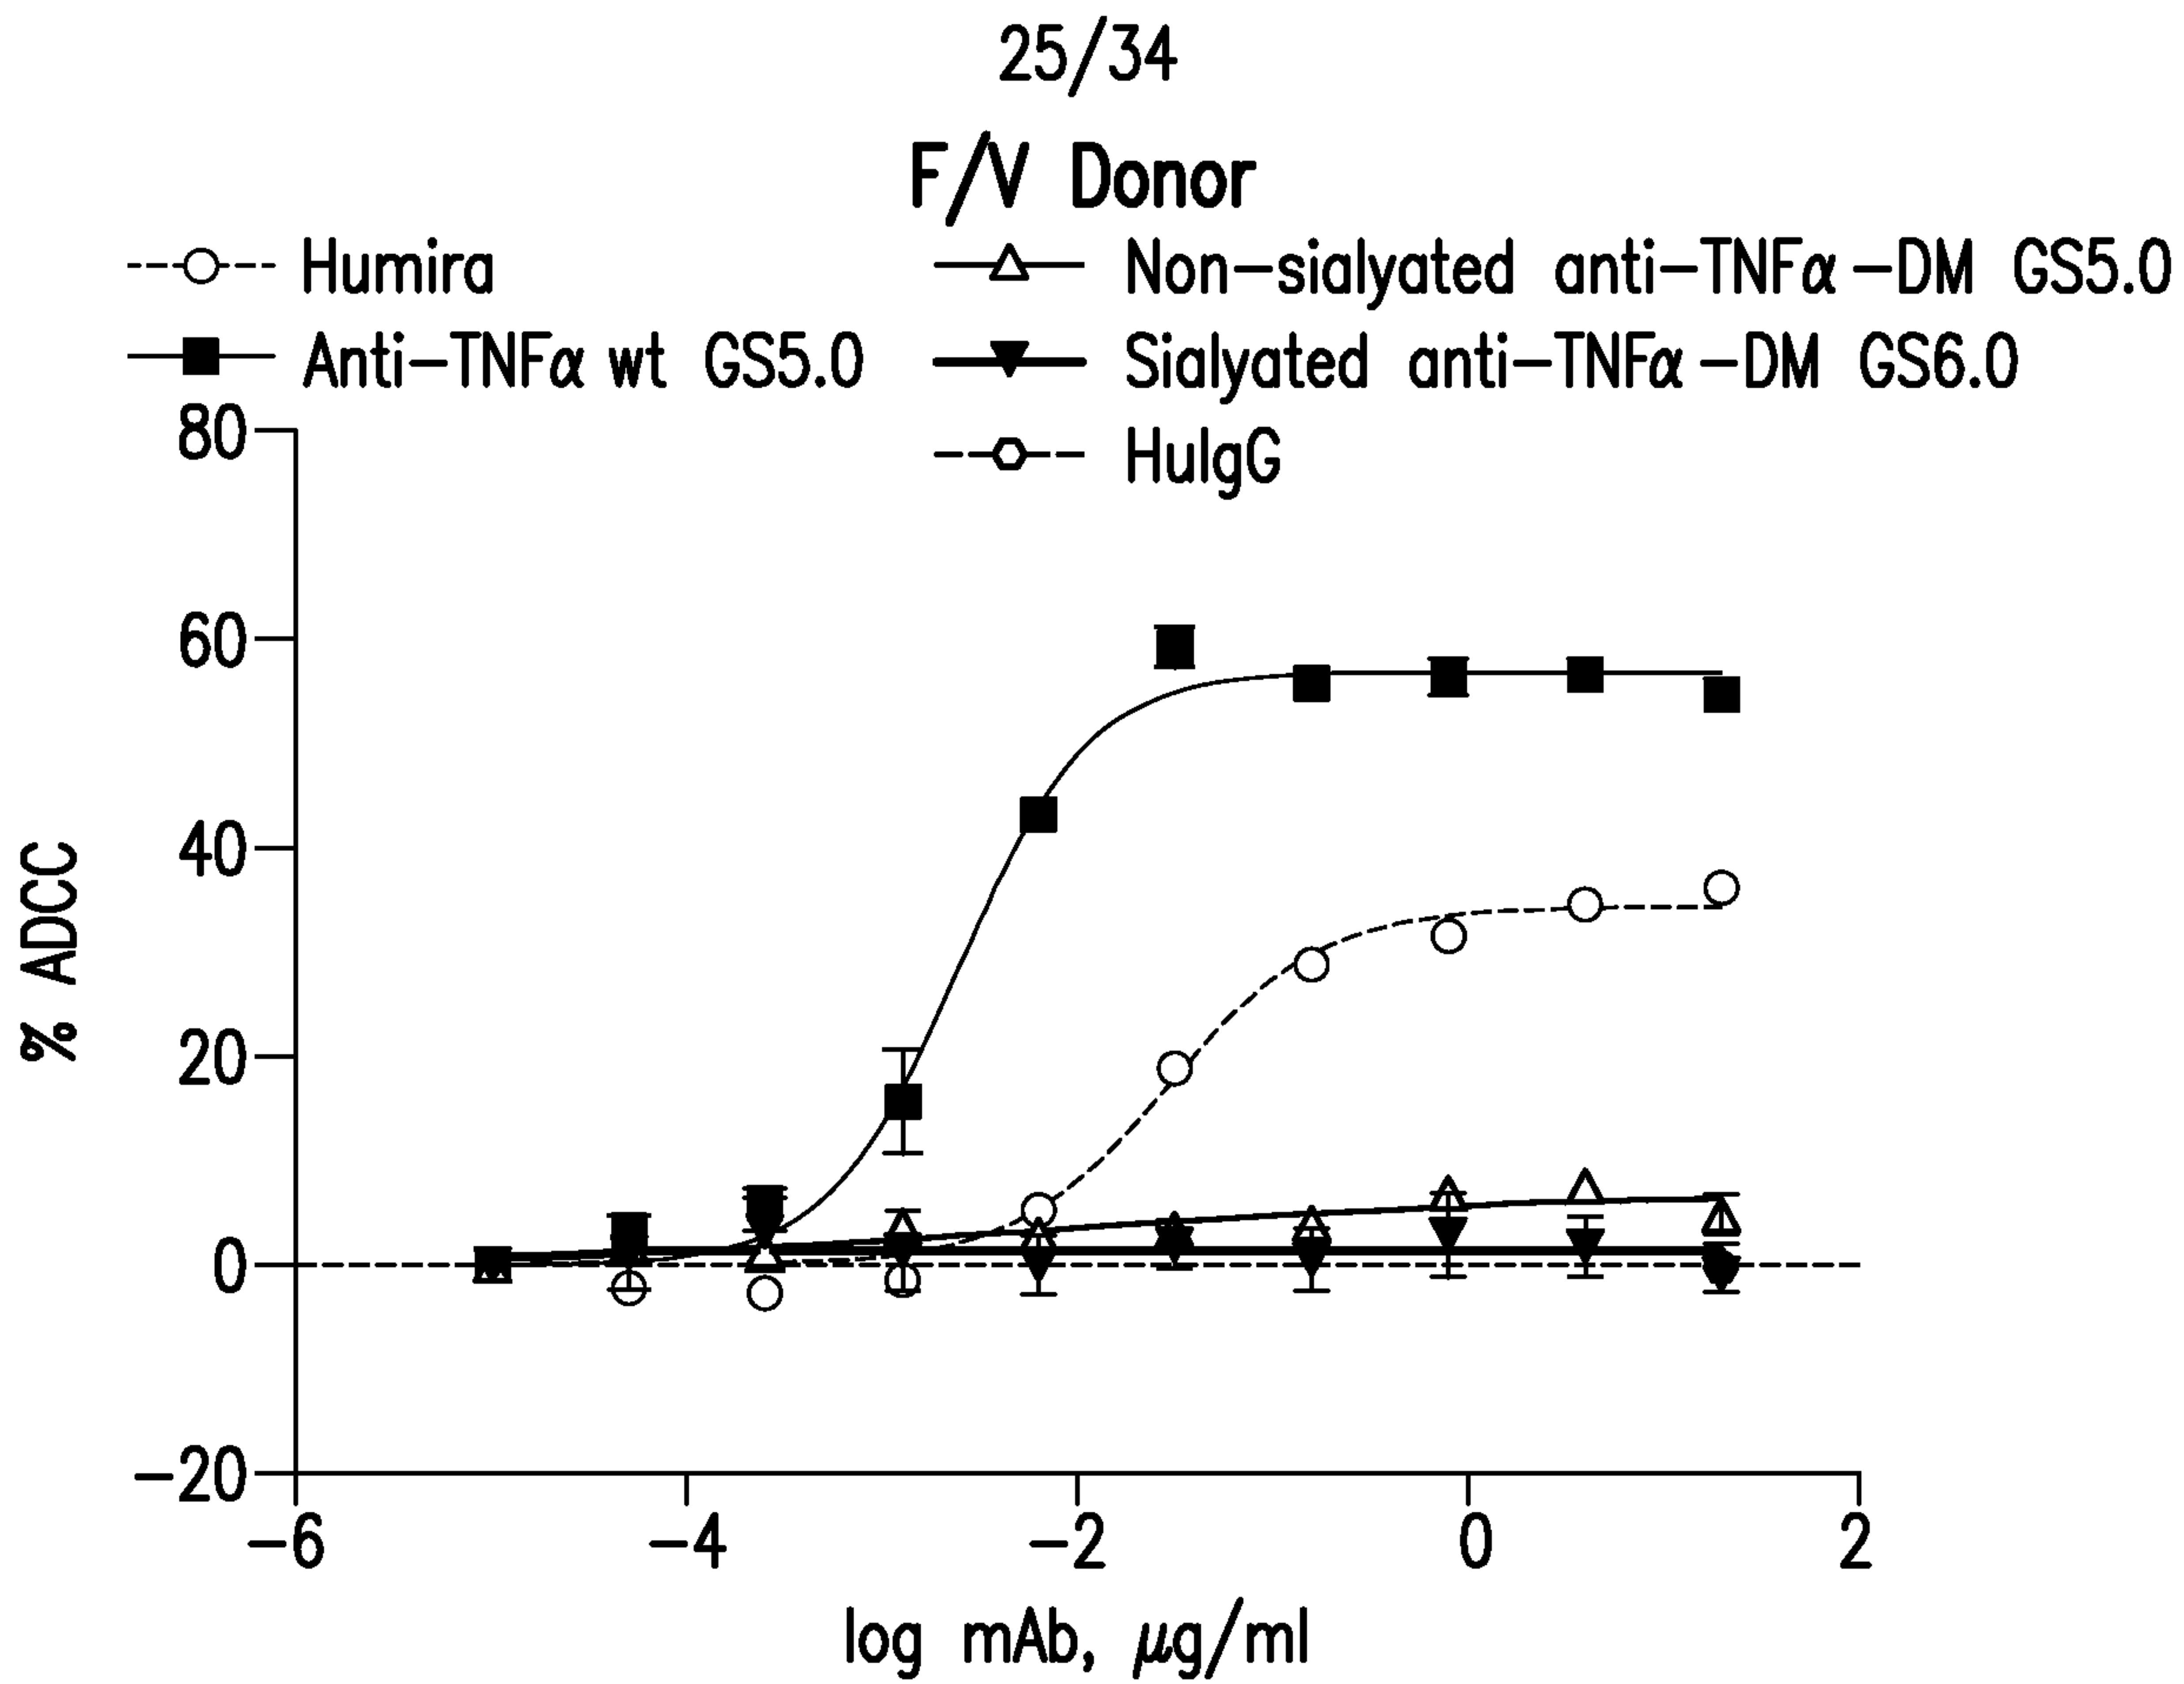 25/34
F/V Donor
Humira
Anti-TNFα wt GS5.0
Non-sialyated anti-TNFα-DM GS5.0
Sialyated anti-TNFα-DM GS6.0
HuIgG
80
60
40
20
0
-20
% ADCC
-6 -4 -2 0 2
log mAb, μg/ml